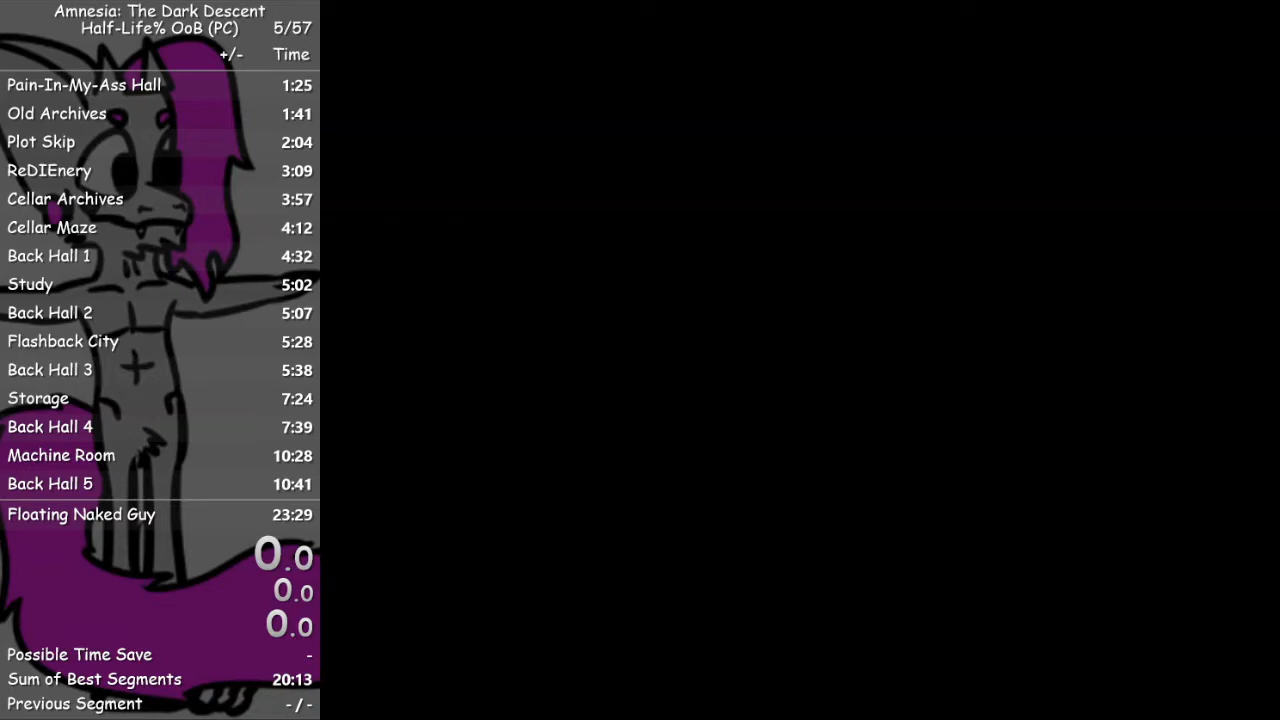 Amnesia: The Dark Descent
Half-Life% OoB (PC) 5/57
+/- Time
Pain-In-My-Ass Hall 1:25
Old Archives 1:41
Plot Skip 2:04
ReDIEnery 3:09
Cellar Archives 3:57
Cellar Maze 4:12
Back Hall 1 4:32
Study 5:02
Back Hall 2 5:07
Flashback City 5:28
Back Hall 3 5:38
Storage 7:24
Back Hall 4 7:39
Machine Room 10:28
Back Hall 5 10:41
Floating Naked Guy 23:29
0.0
0.0
0.0
Possible Time Save -
Sum of Best Segments 20:13
Previous Segment - / -